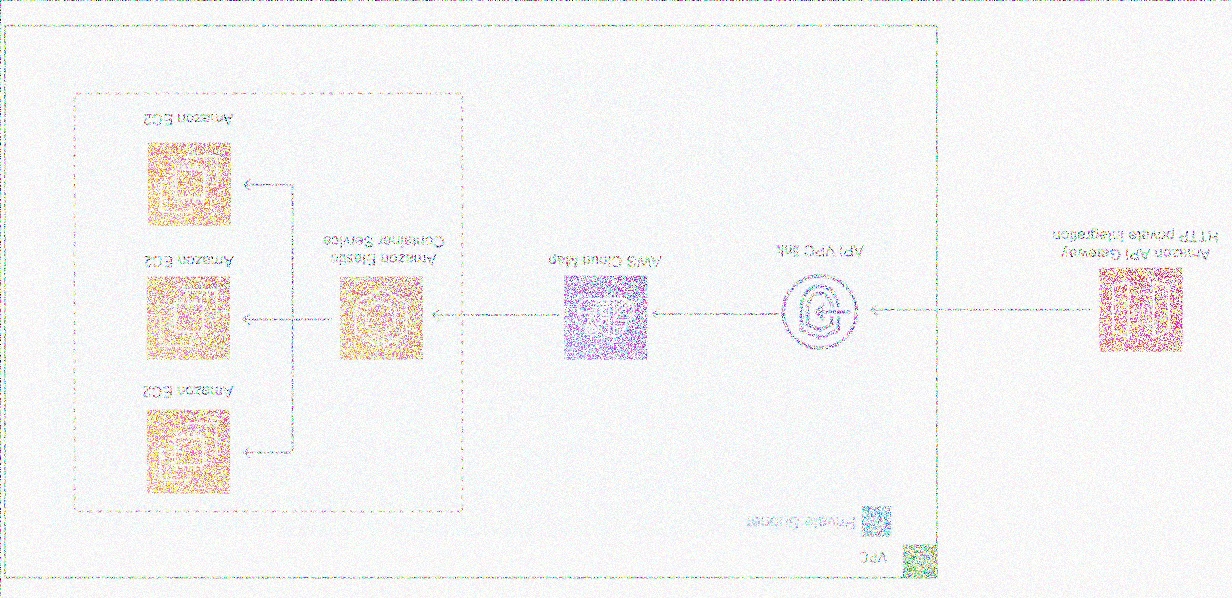 VPC
Private Subnet
Amazon API Gateway
HTTP private integration
API VPC link
AWS Cloud Map
Amazon Elastic
Container Service
Amazon EC2
Amazon EC2
Amazon EC2